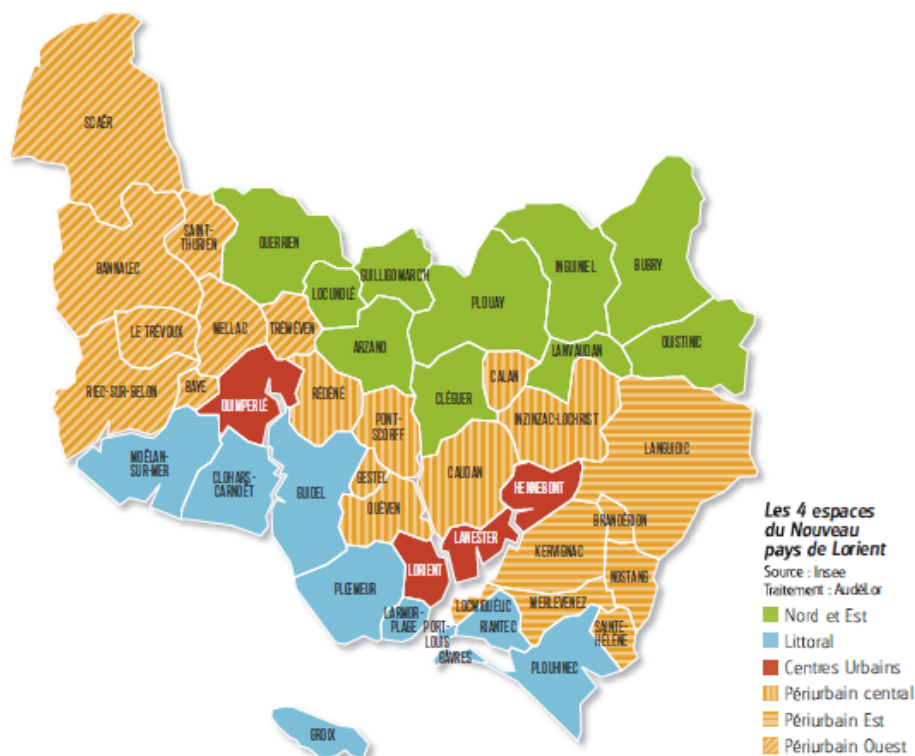 SCAËR
SAINT-
THURIEN
BANNALEC
QUERRIEN
GUILLIGOMARCH
LOCUNOLÉ
PLOUAY
INGUINIEL
BUBRY
LE TRÉVOUX
MELLAC
TRÉMÉVEN
ARZANO
LANVAUDAN
QUISTINIC
RIEC-SUR-BELON
BAYE
QUIMPERLÉ
RÉDÉNÉ
CLÉGUER
CALAN
PONT-
SCORFF
INZINZAC-LOCHRIST
MOËLAN-
SUR-MER
CLOHARS-
CARNOËT
GUIDEL
GESTEL
CAUDAN
LANGUIDIC
HENNEBONT
QUÉVEN
BRANDÉRION
LANESTER
KERVIGNAC
LORIENT
NOSTANG
PLŒMEUR
LARMOR-
PLAGE
LOCMIQUÉLIC
MERLEVENEZ
PORT-
LOUIS
RIANTEC
SAINTE-
HÉLÈNE
GÂVRES
PLOUHINEC
GROIX
Les 4 espaces
du Nouveau
pays de Lorient
Source : Insee
Traitement : AudéLor
Nord et Est
Littoral
Centres Urbains
Périurbain central
Périurbain Est
Périurbain Ouest